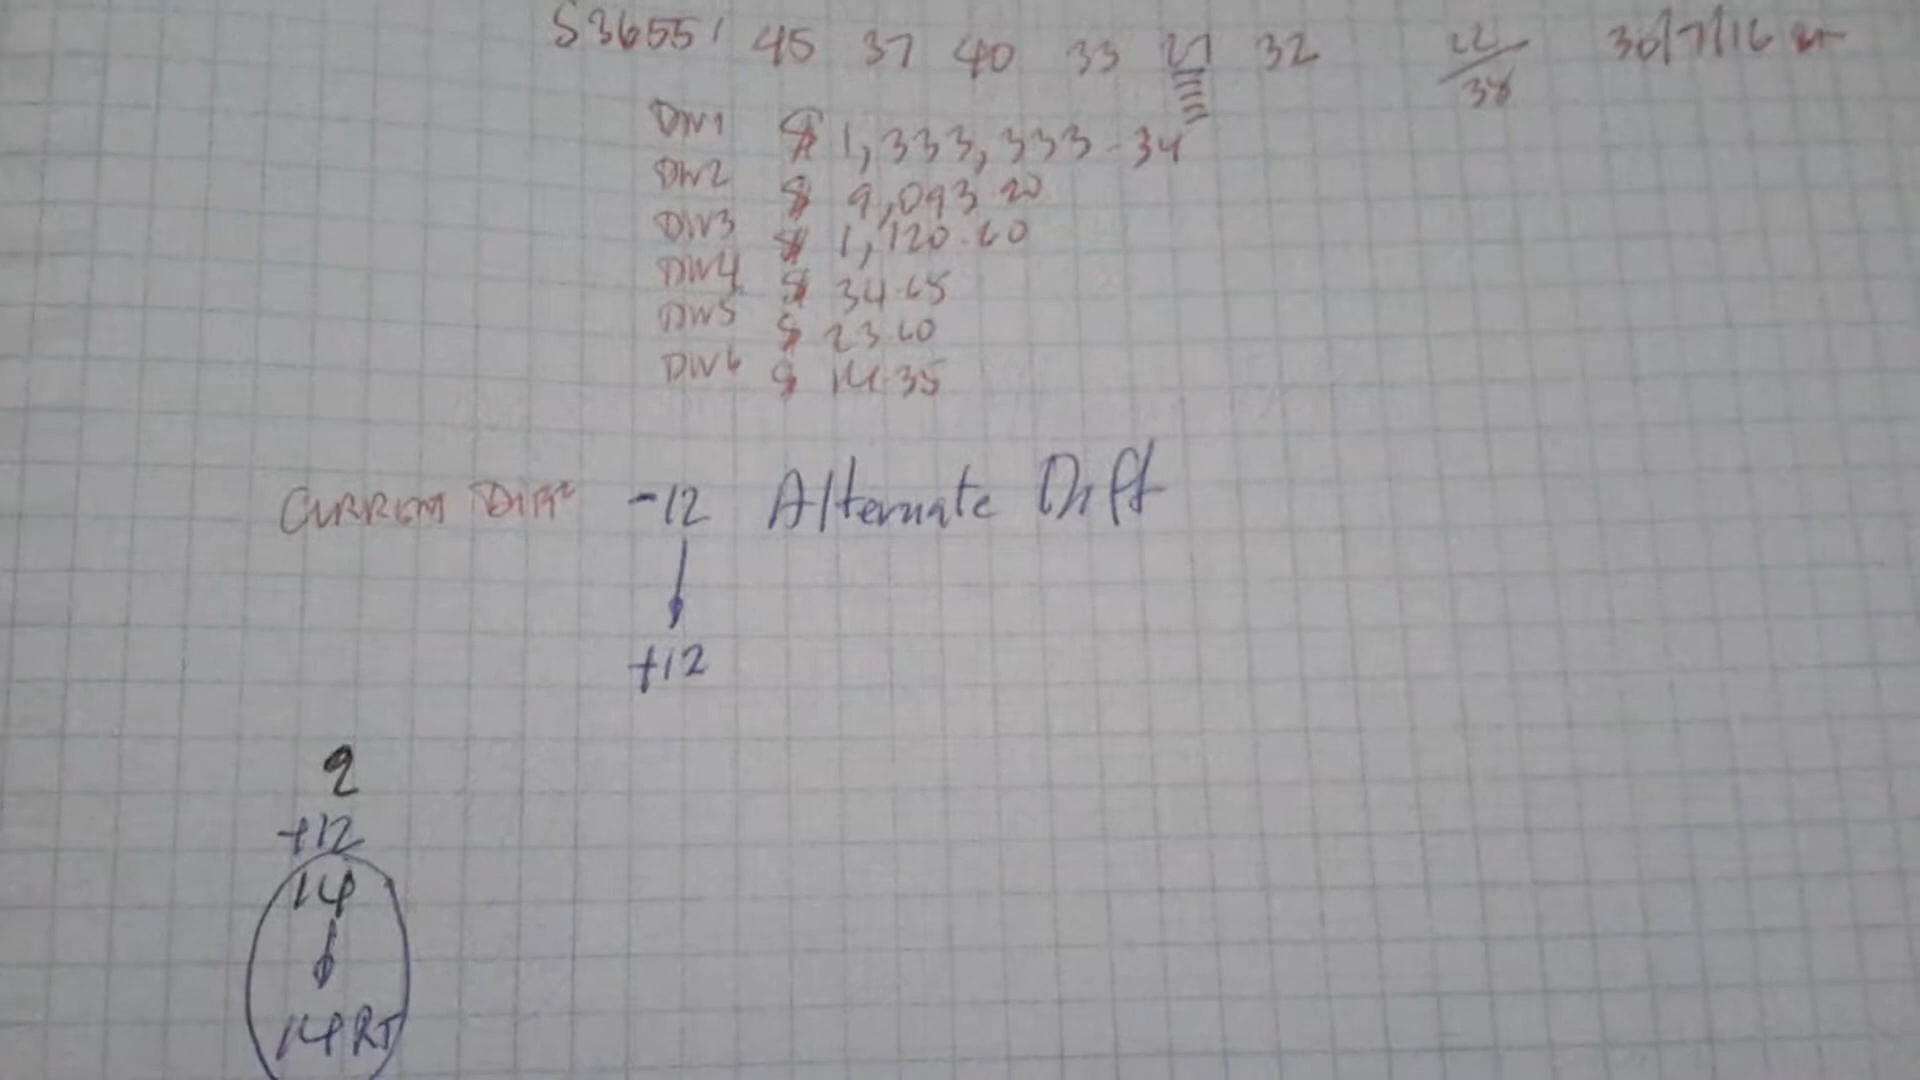 S3655 45 37 40 33 27 32 22/38 30/7/16
DIV1 $ 1,333,333-34
DIV2 $ 9,093 20
DIV3 $ 1,120.60
DIV4 $ 34.65
DIV5 $ 23.60
DIV6 $ 14.35
CURRENT DIFF -12 Alternate Diff
+12
2
+12
14
14RT